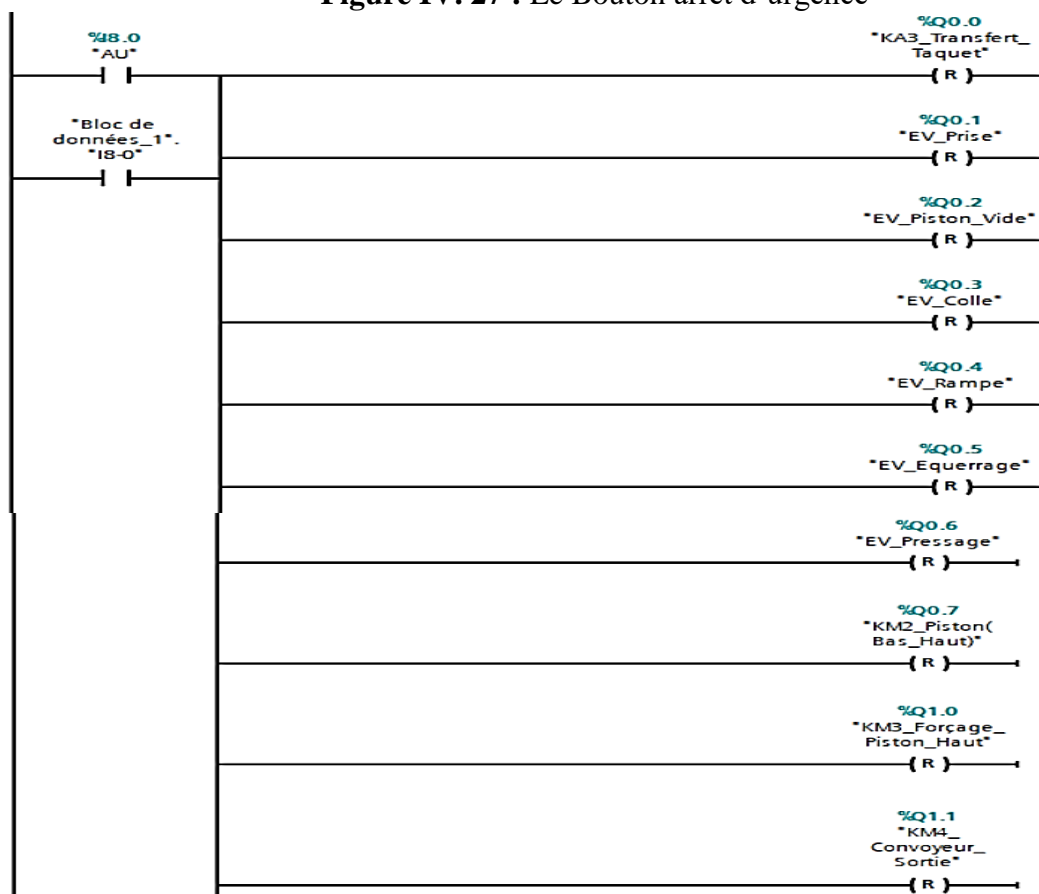 Figure IV. 27 : Le Bouton arrêt d'urgence
%I8.0
"AU"
%Q0.0
"KA3_Transfert_
Taquet"
R
"Bloc de
données_1".
"I8-0"
%Q0.1
"EV_Prise"
R
%Q0.2
"EV_Piston_Vide"
R
%Q0.3
"EV_Colle"
R
%Q0.4
"EV_Rampe"
R
%Q0.5
"EV_Equerrage"
R
%Q0.6
"EV_Pressage"
R
%Q0.7
"KM2_Piston(
Bas_Haut)"
R
%Q1.0
"KM3_Forçage_
Piston_Haut"
R
%Q1.1
"KM4_
Convoyeur_
Sortie"
R